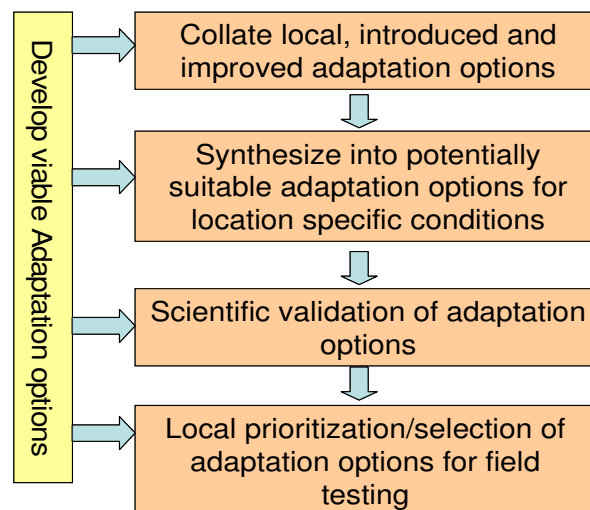 Develop viable Adaptation options
Collate local, introduced and
improved adaptation options
Synthesize into potentially
suitable adaptation options for
location specific conditions
Scientific validation of adaptation
options
Local prioritization/selection of
adaptation options for field
testing